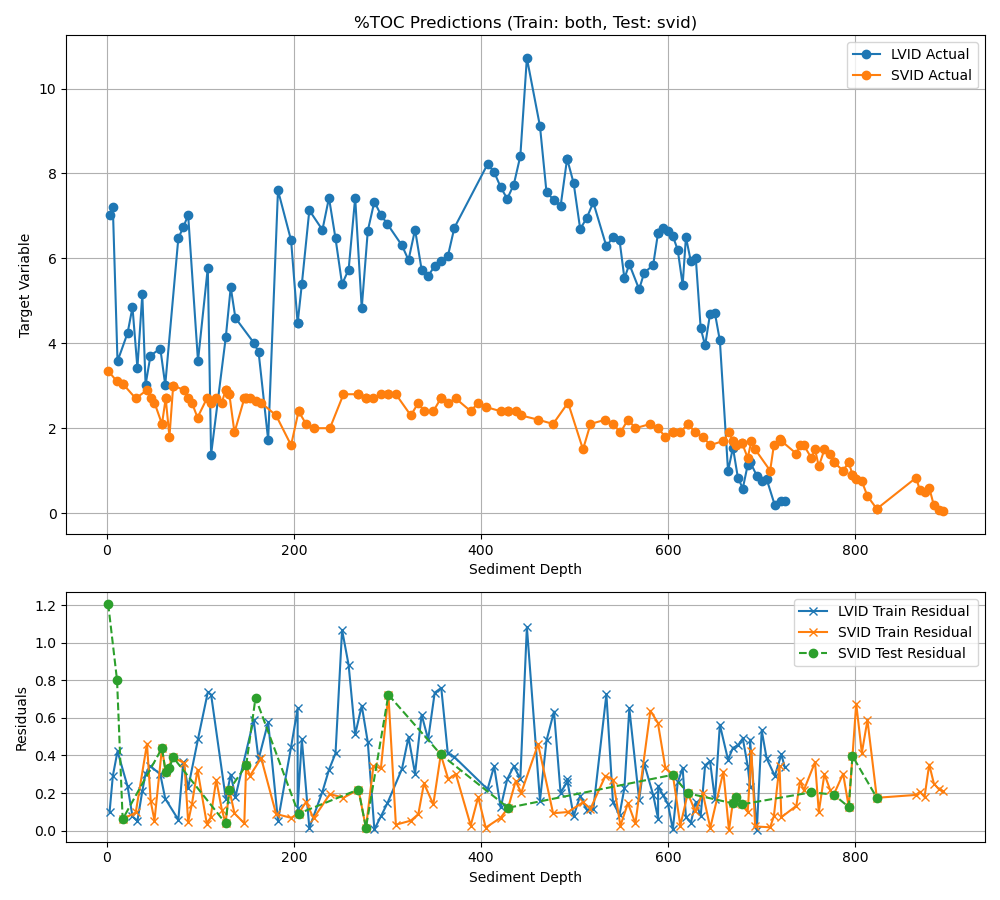 %TOC Predictions (Train: both, Test: svid)
LVID Actual
SVID Actual
Target Variable
10
8
6
4
2
0
0 200 400 600 800
Sediment Depth
LVID Train Residual
SVID Train Residual
SVID Test Residual
Residuals
1.2
1.0
0.8
0.6
0.4
0.2
0.0
0 200 400 600 800
Sediment Depth